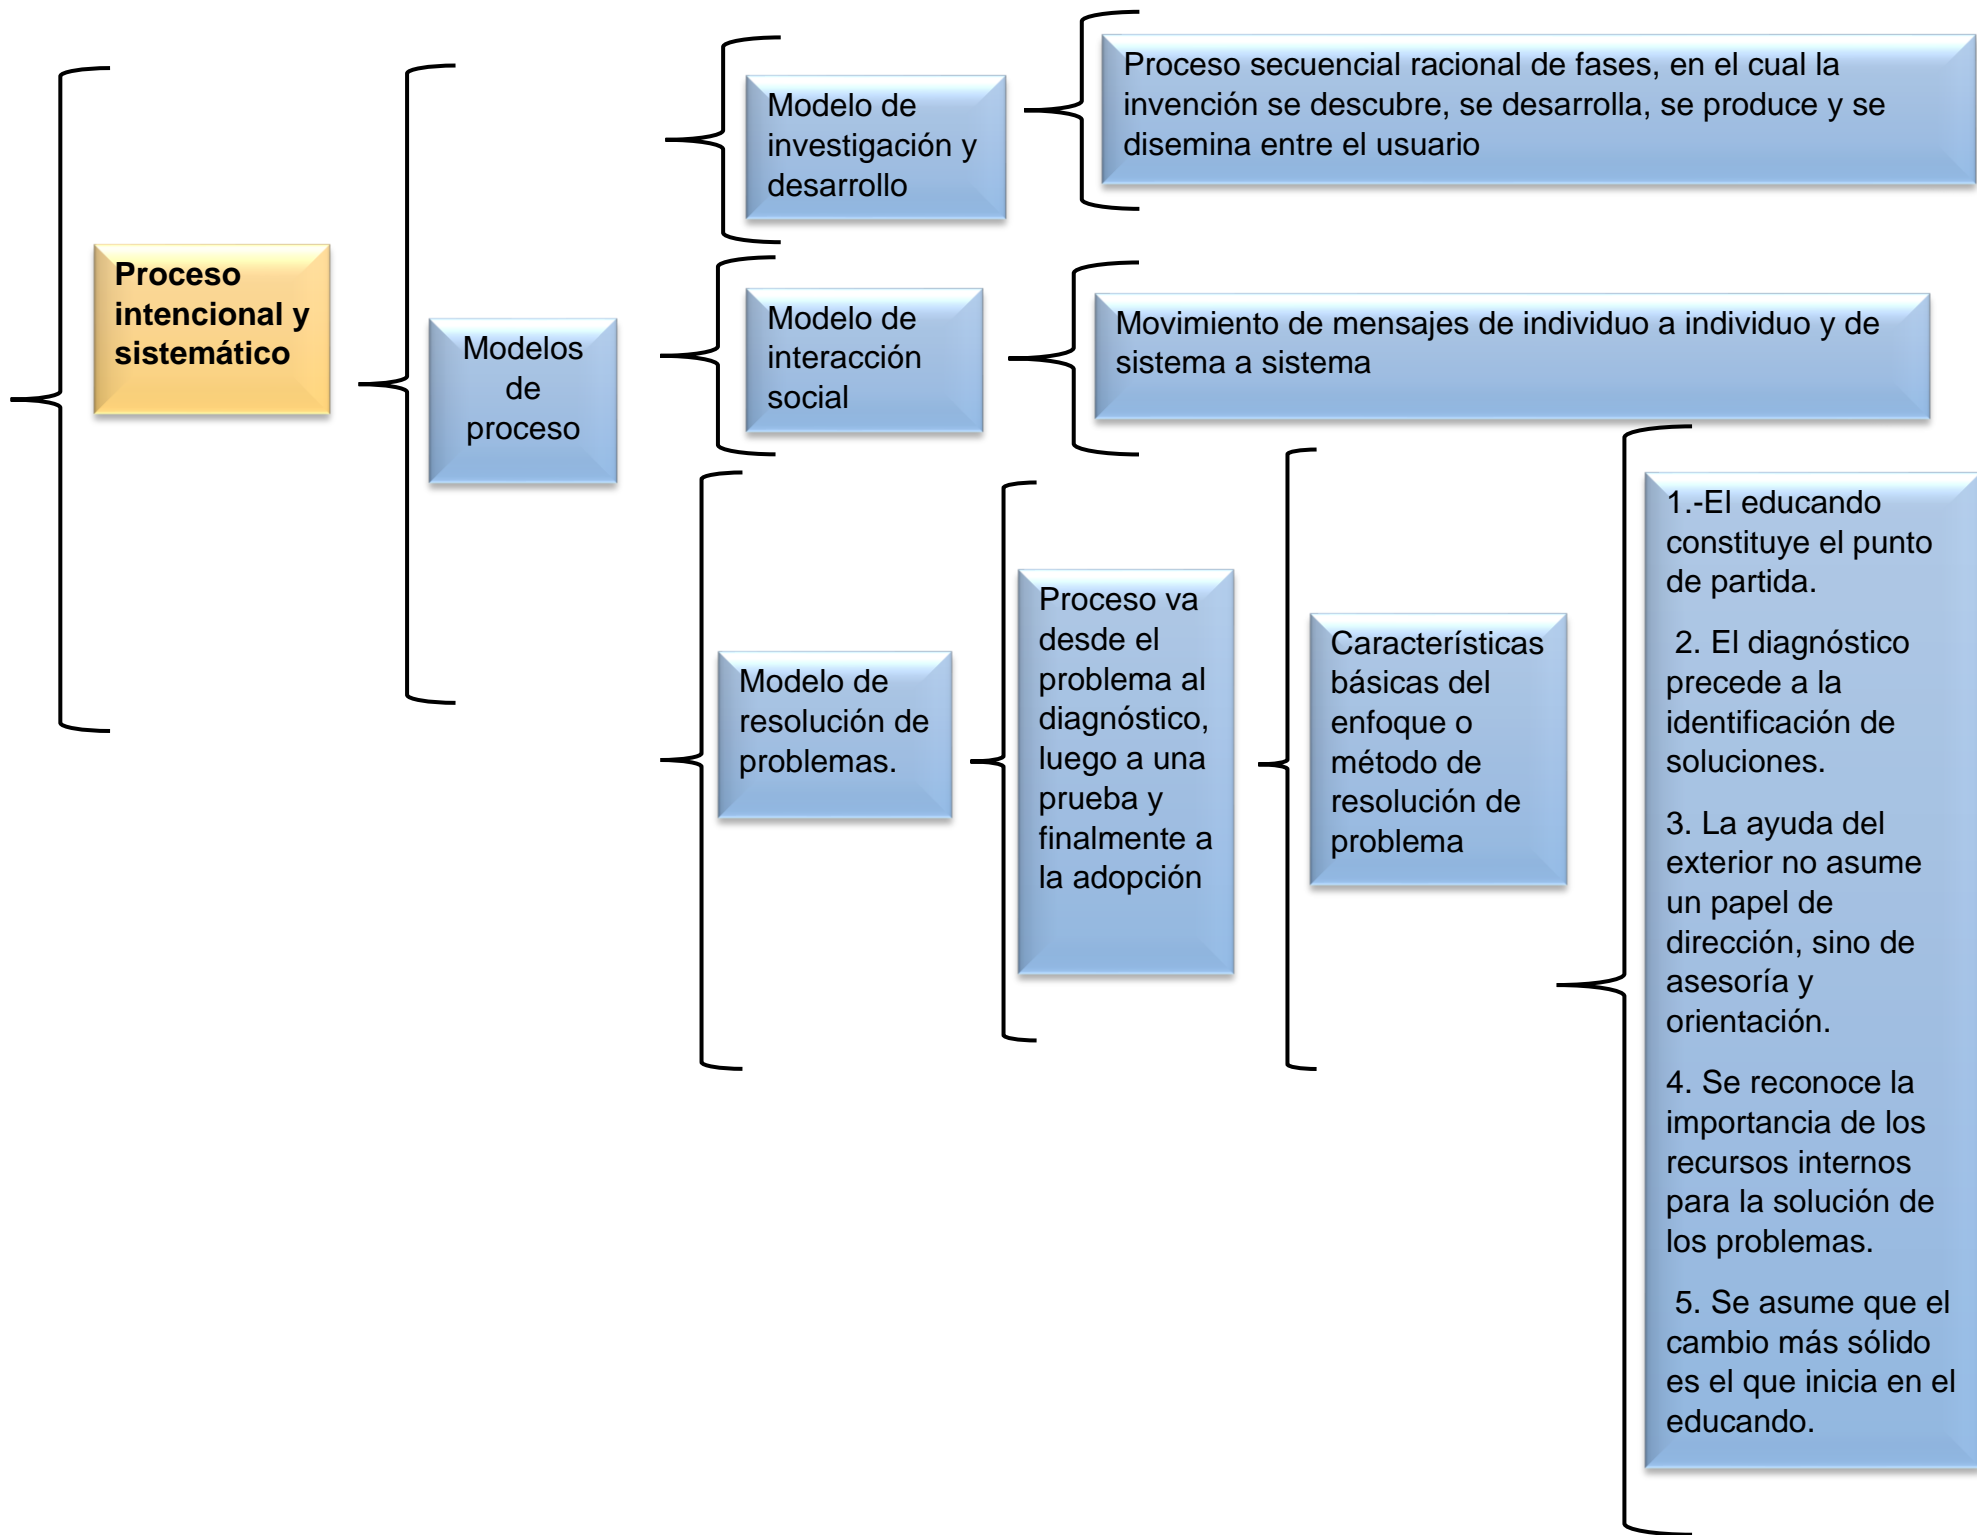 Proceso
intencional y
sistemático
Modelos
de
proceso
Modelo de
investigación y
desarrollo
Proceso secuencial racional de fases, en el cual la
invención se descubre, se desarrolla, se produce y se
disemina entre el usuario
Modelo de
interacción
social
Movimiento de mensajes de individuo a individuo y de
sistema a sistema
Modelo de
resolución de
problemas.
Proceso va
desde el
problema al
diagnóstico,
luego a una
prueba y
finalmente a
la adopción
Característicás
básicas del
enfoque o
método de
resolución de
problema
1.-El educando
constituye el punto
de partida.
2. El diagnóstico
precede a la
identificación de
soluciones.
3. La ayuda del
exterior no asume
un papel de
dirección, sino de
asesoría y
orientación.
4. Se reconoce la
importancia de los
recursos internos
para la solución de
los problemas.
5. Se asume que el
cambio más sólido
es el que inicia en el
educando.